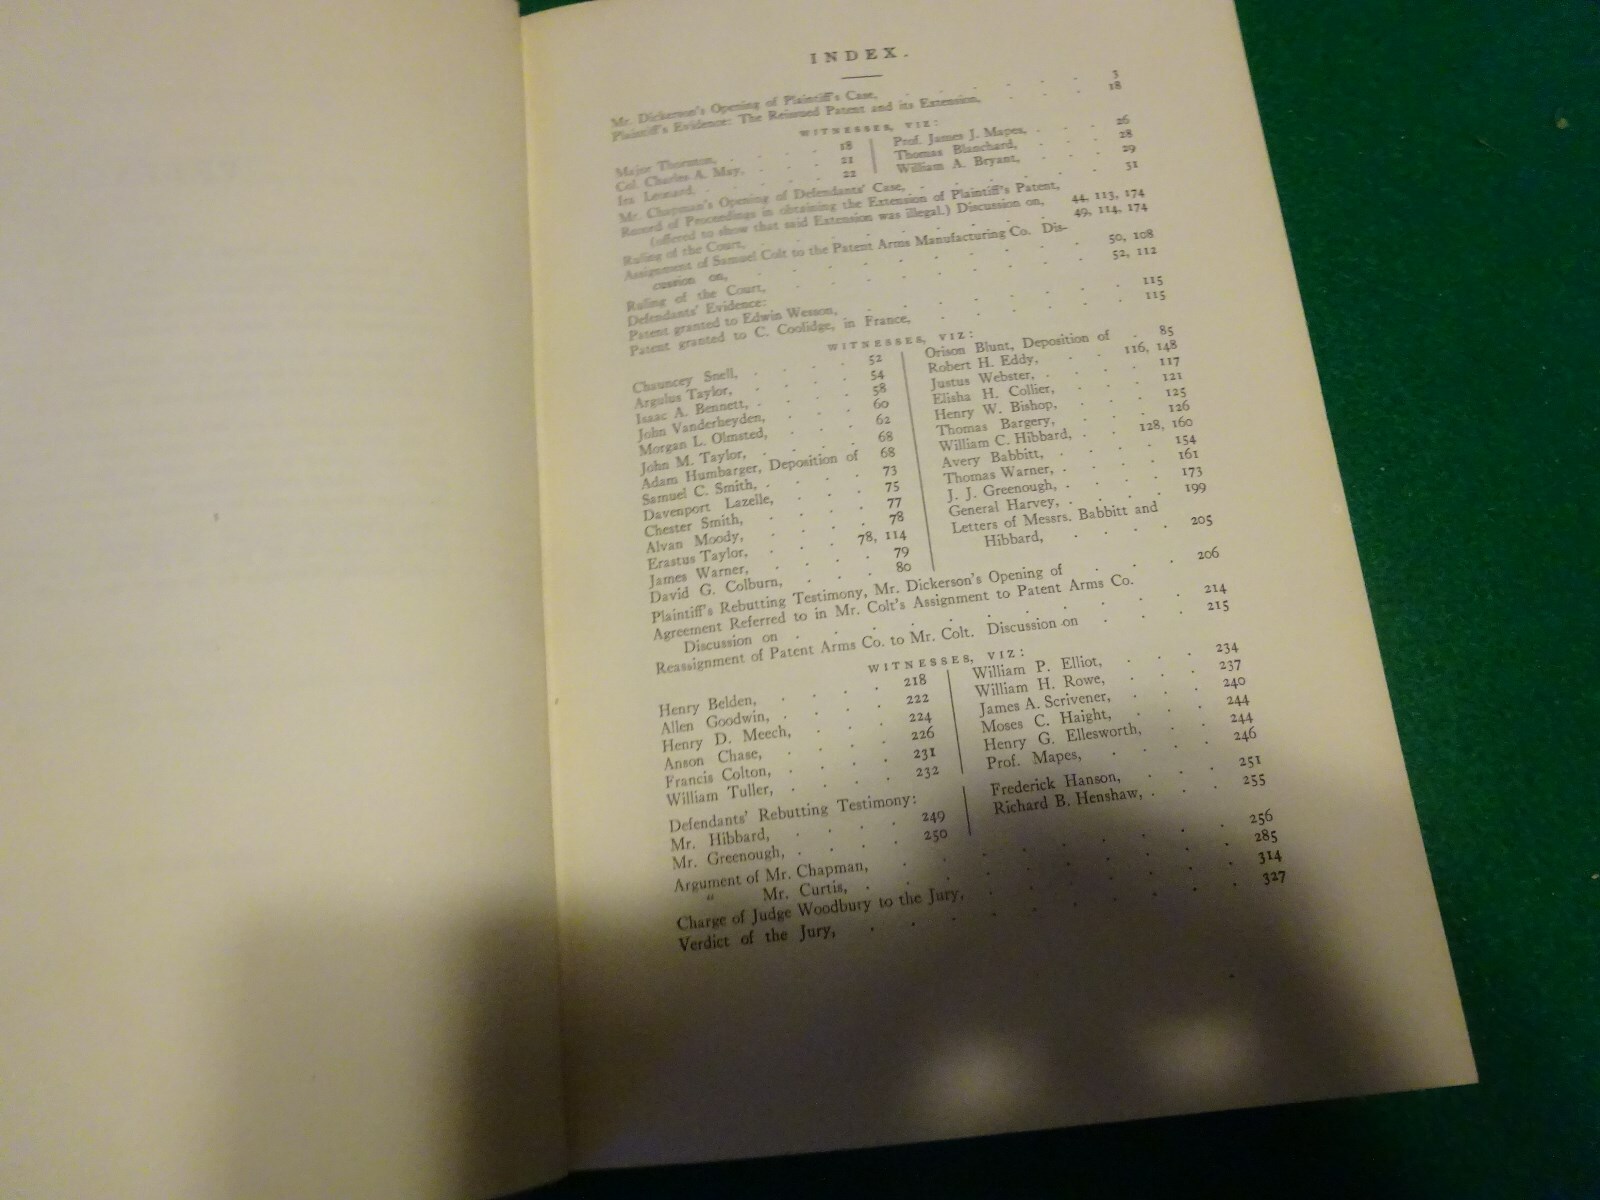 INDEX.
Mr. Dickerson's Opening of Plaintiff's Case, . . . . . 3
Plaintiff's Evidence: The Reissued Patent and its Extension, . . . 18
WITNESSES, VIZ:
Major Thornton, . . . . 18
Col. Charles A. May, . . . 21
Ira Leonard, . . . . 22
Prof. James J. Mapes, . . . 26
Thomas Blanchard, . . . 28
William A. Bryant, . . . 29
Mr. Chapman's Opening of Defendants' Case, . . . . . 31
Record of Proceedings in obtaining the Extension of Plaintiff's Patent,
(offered to show that said Extension was illegal.) Discussion on, 44, 113, 174
Ruling of the Court, . . . . . . . 49, 114, 174
Assignment of Samuel Colt to the Patent Arms Manufacturing Co. Dis-
cussion on, . . . . . . . . 50, 108
Ruling of the Court, . . . . . . . 52, 112
Defendants' Evidence:
Patent granted to Edwin Wesson, . . . . . . 115
Patent granted to C. Coolidge, in France, . . . . . 115
WITNESSES, VIZ:
Chauncey Snell, . . . . 52
Argulus Taylor, . . . . 54
Isaac A. Bennett, . . . . 58
John Vanderheyden, . . . 60
Morgan L. Olmsted, . . . 62
John M. Taylor, . . . . 68
Adam Humbarger, Deposition of 68
Samuel C. Smith, . . . . 73
Davenport Lazelle, . . . 75
Chester Smith, . . . . 77
Alvan Moody, . . . . 78
Erastus Taylor, . . . 78, 114
James Warner, . . . . 79
David G. Colburn, . . . 80
Orison Blunt, Deposition of . 85
Robert H. Eddy, . . 116, 148
Justus Webster, . . . . 117
Elisha H. Collier, . . . 121
Henry W. Bishop, . . . 125
Thomas Bargery, . . . 126
William C. Hibbard, . . 128, 160
Avery Babbitt, . . . . 154
Thomas Warner, . . . . 161
J. J. Greenough, . . . . 173
General Harvey, . . . . 199
Letters of Messrs. Babbitt and
Hibbard, . . . . 205
Plaintiff's Rebutting Testimony, Mr. Dickerson's Opening of . . . 206
Agreement Referred to in Mr. Colt's Assignment to Patent Arms Co.
Discussion on . . . . . . . . . 214
Reassignment of Patent Arms Co. to Mr. Colt. Discussion on . . . 215
WITNESSES, VIZ:
Henry Belden, . . . . 218
Allen Goodwin, . . . . 222
Henry D. Meech, . . . 224
Anson Chase, . . . . 226
Francis Colton, . . . . 231
William Tuller, . . . . 232
William P. Elliot, . . . 234
William H. Rowe, . . . 237
James A. Scrivener, . . . 240
Moses C. Haight, . . . 244
Henry G. Ellesworth, . . 244
Prof. Mapes, . . . . 246
Defendants' Rebutting Testimony:
Mr. Hibbard, . . . . 249
Mr. Greenough, . . . . 250
Frederick Hanson, . . . 251
Richard B. Henshaw, . . . 255
Argument of Mr. Chapman, . . . . . . . 256
" Mr. Curtis, . . . . . . . . 285
Charge of Judge Woodbury to the Jury, . . . . . . 314
Verdict of the Jury, . . . . . . . . . 327